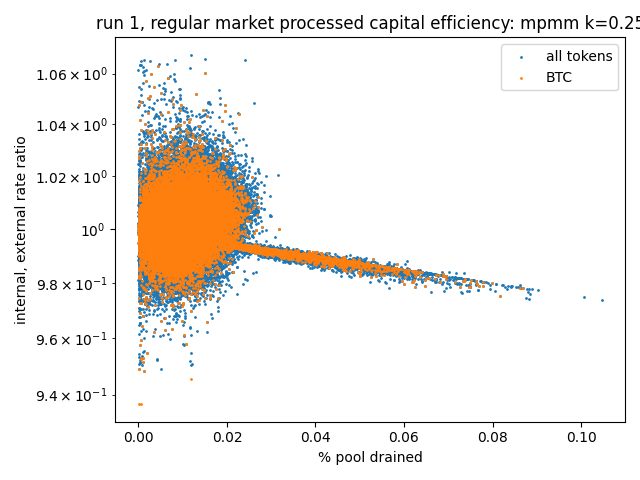 run 1, regular market processed capital efficiency: mpmm k=0.25
all tokens
BTC
internal, external rate ratio
1.06 × 10⁰
1.04 × 10⁰
1.02 × 10⁰
10⁰
9.8 × 10⁻¹
9.6 × 10⁻¹
9.4 × 10⁻¹
0.00 0.02 0.04 0.06 0.08 0.10
% pool drained